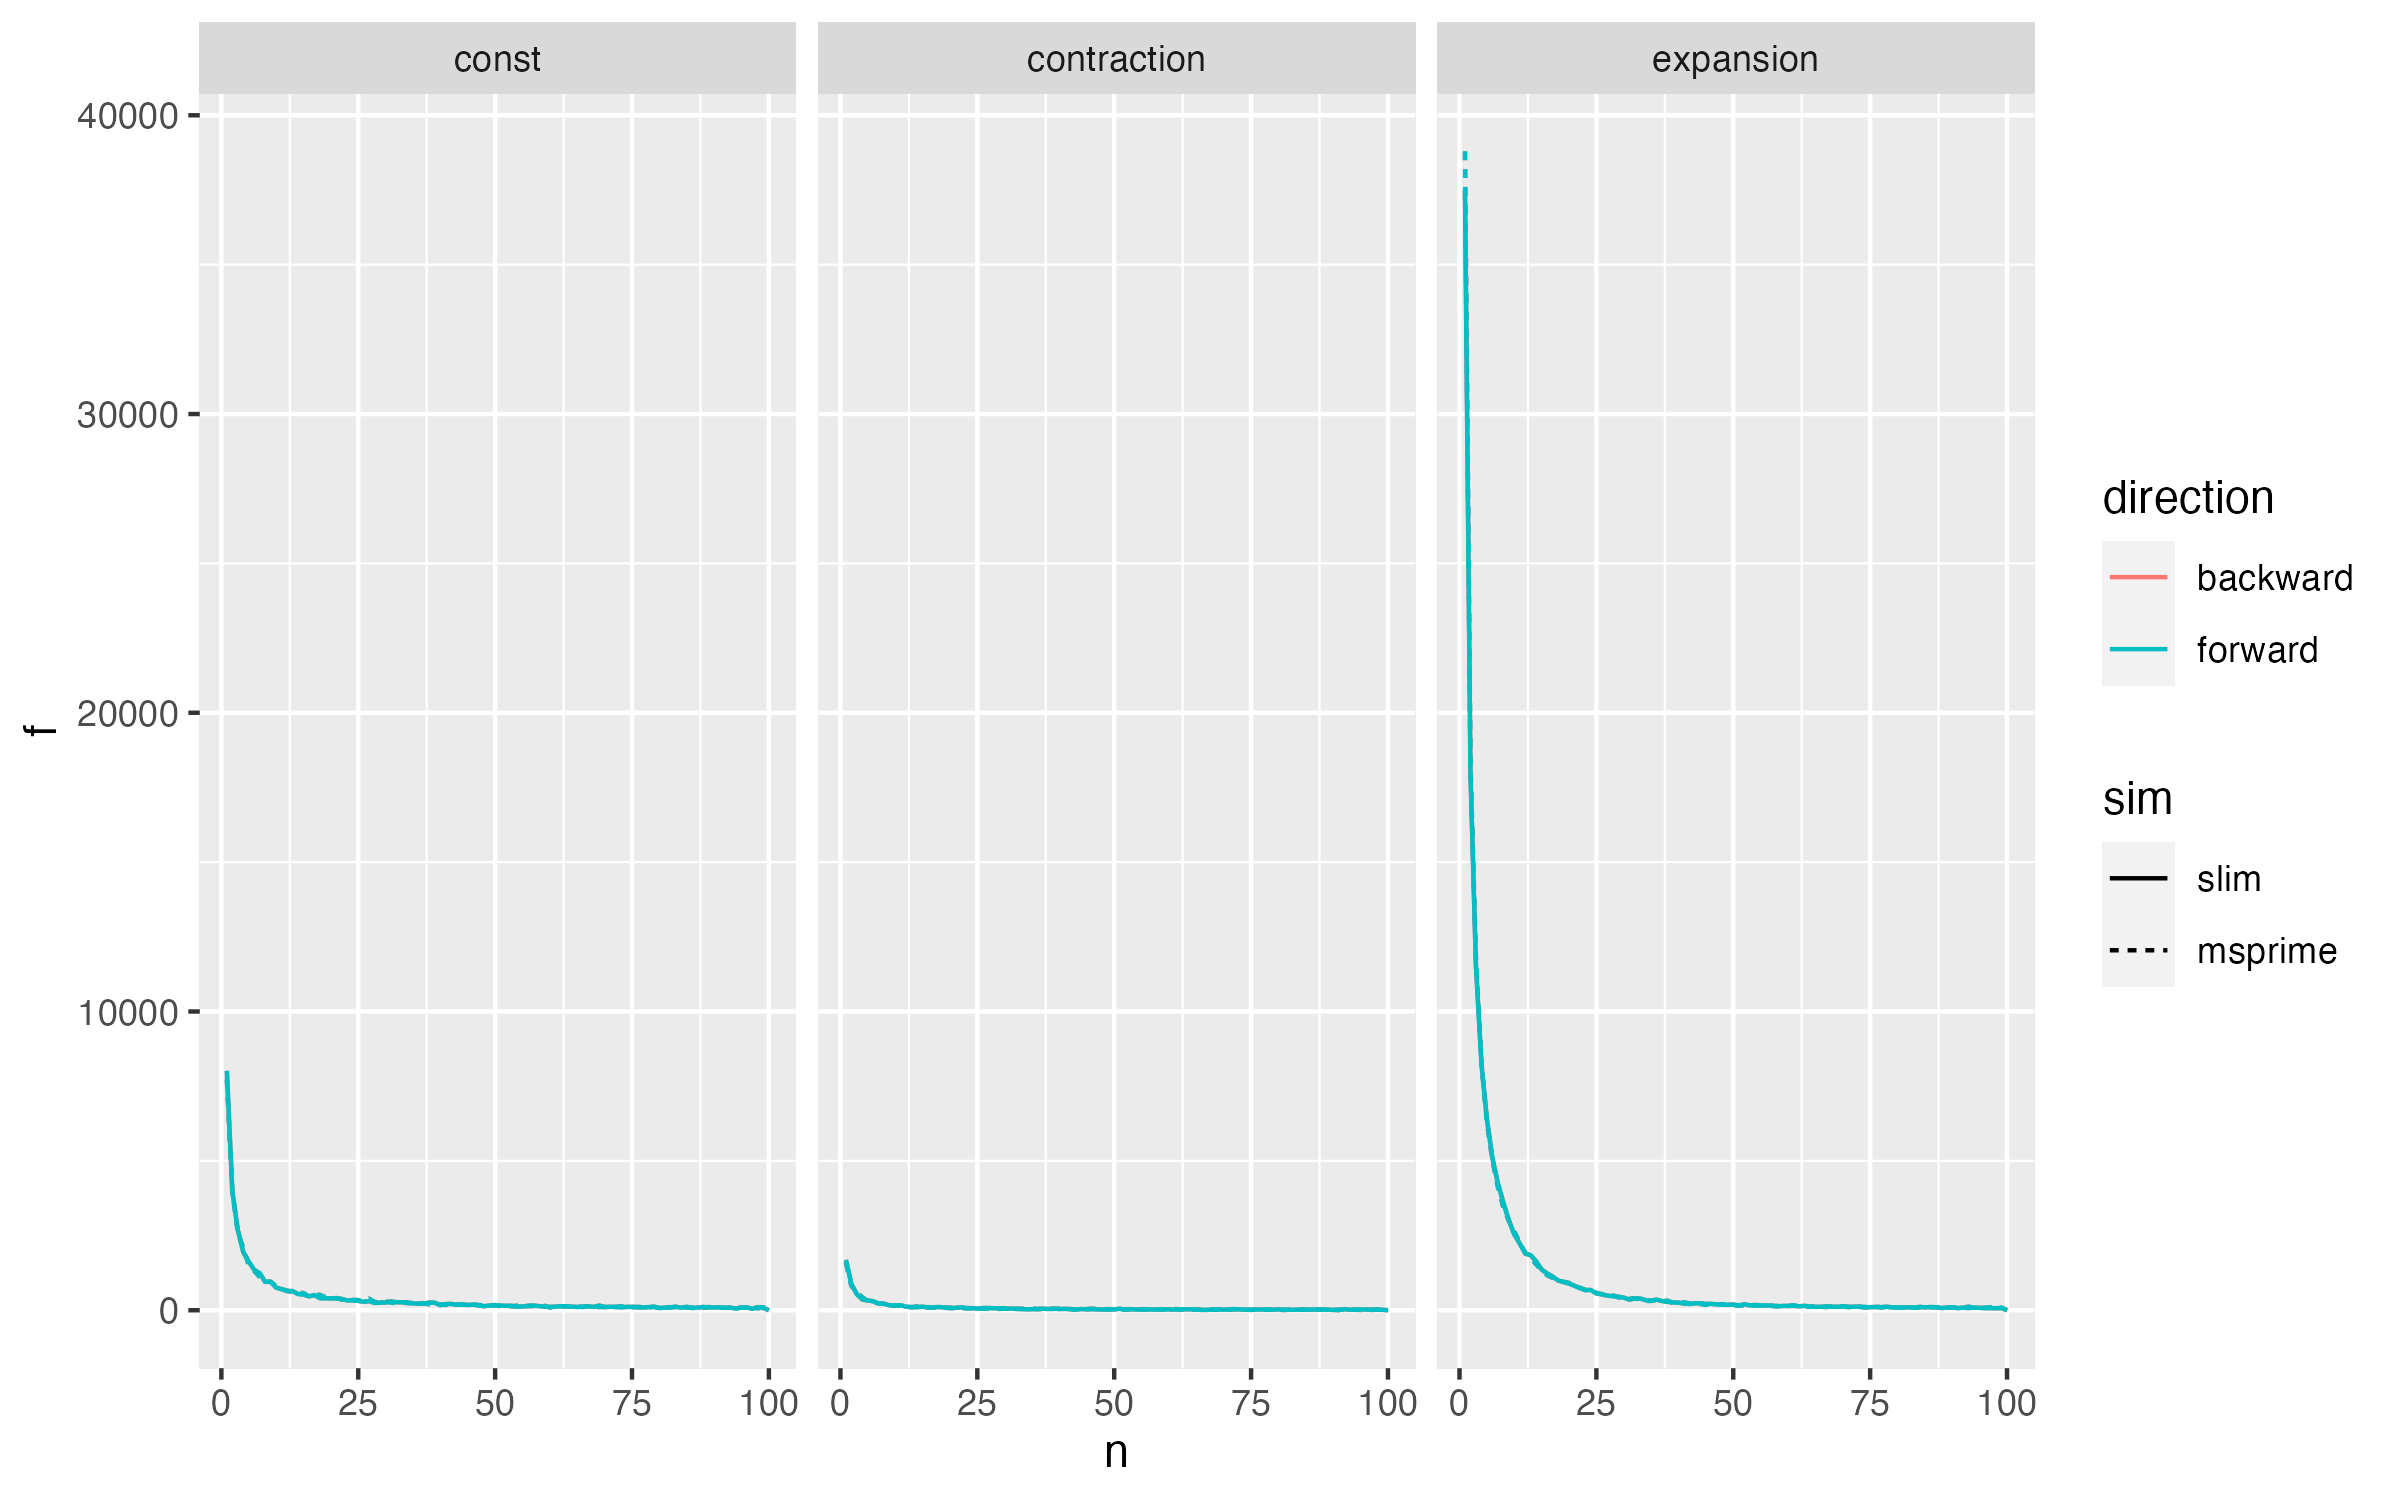 const contraction expansion
40000
30000
20000
10000
0
f
0 25 50 75 100 0 25 50 75 100 0 25 50 75 100
n
direction
backward
forward
sim
slim
msprime